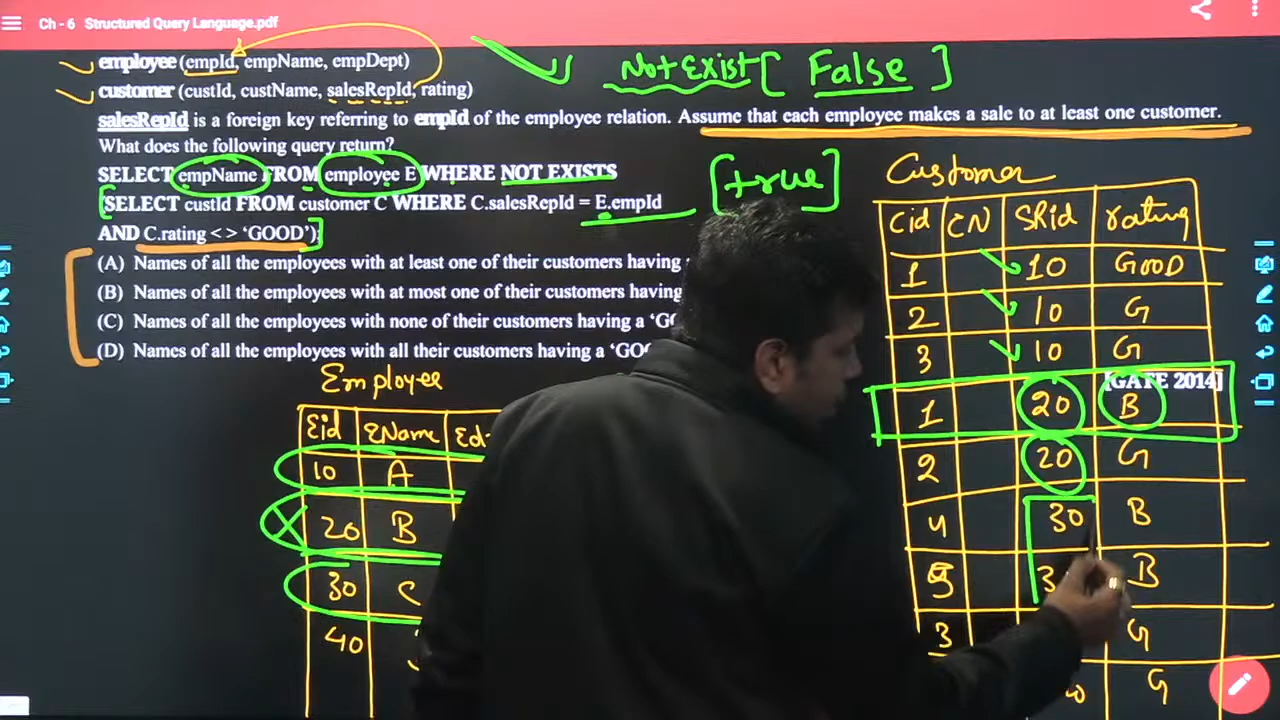 Ch - 6 Structured Query Language.pdf
employee (empId, empName, empDept)
customer (custId, custName, salesRepId, rating)
salesRepId is a foreign key referring to empId of the employee relation. Assume that each employee makes a sale to at least one customer.
What does the following query return?
SELECT empName FROM employee E WHERE NOT EXISTS
(SELECT custId FROM customer C WHERE C.salesRepId = E.empId
AND C.rating < > ‘GOOD’);
(A) Names of all the employees with at least one of their customers having
(B) Names of all the employees with at most one of their customers having
(C) Names of all the employees with none of their customers having a
(D) Names of all the employees with all their customers having a
[GATE 2014]
Not Exist [ False ]
[true]
Employee
Eid EName
10 A
20 B
30 C
40
Customer
Cid CN SRid rating
1 10 GOOD
2 10 G
3 10 G
1 20 B
2 20 G
4 30 B
5 B
3 G
G